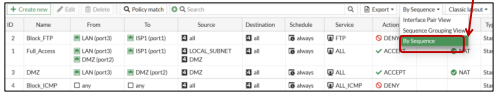 + Create new Edit Delete Policy match Search Export By Sequence Classic layout
Interface Pair View
Sequence Grouping View
By Sequence
ID Name From To Source Destination Schedule Service Action NAT
2 Block_FTP LAN (port3) ISP1 (port1) all all always FTP DENY
1 Full_Access LAN (port3) ISP1 (port1) LOCAL_SUBNET all always ALL ACCEPT NAT
DMZ (port2) DMZ
3 DMZ LAN (port3) DMZ (port2) DMZ all always ALL ACCEPT NAT
4 Block_ICMP any any all all always ALL_ICMP DENY